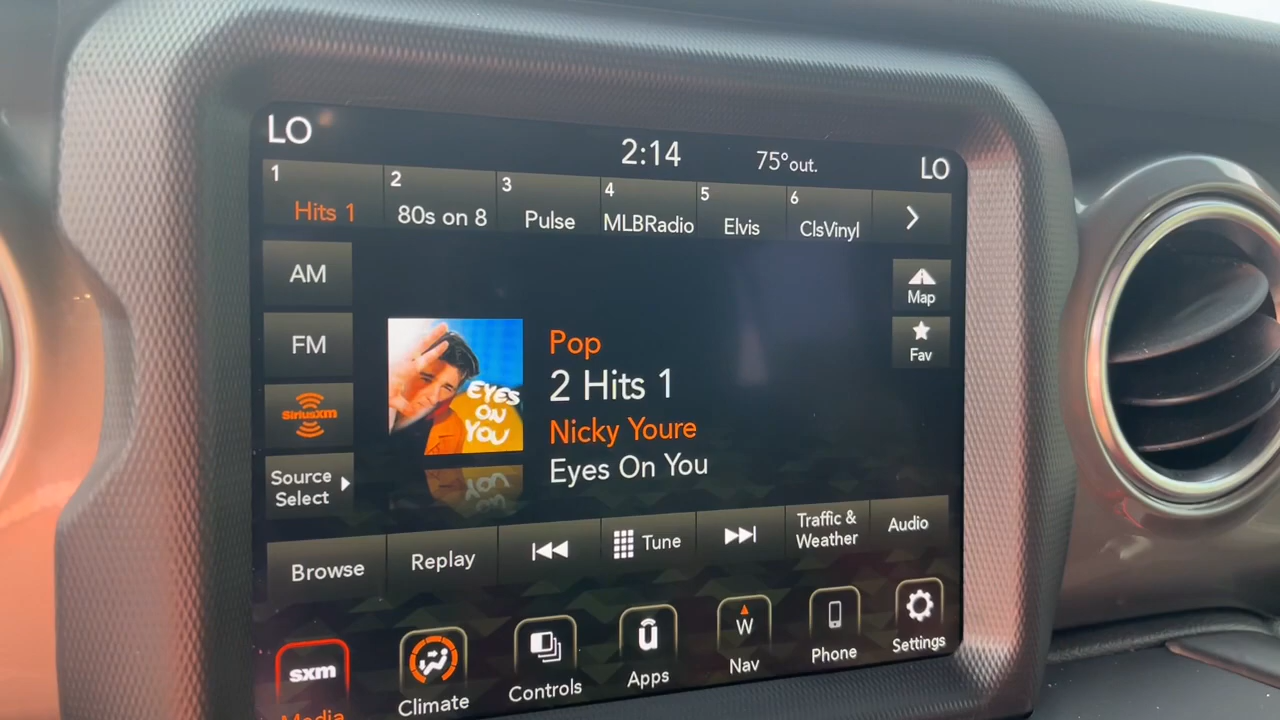 LO
2:14
75°out.
LO
1 Hits 1
2 80s on 8
3 Pulse
4 MLBRadio
5 Elvis
6 ClsVinyl
AM
FM
SiriusXm
Source
Select
Map
Fav
EYES
ON
YOU
Pop
2 Hits 1
Nicky Youre
Eyes On You
Browse
Replay
Tune
Traffic &
Weather
Audio
sxm
Media
Climate
Controls
û
Apps
W
Nav
Phone
Settings